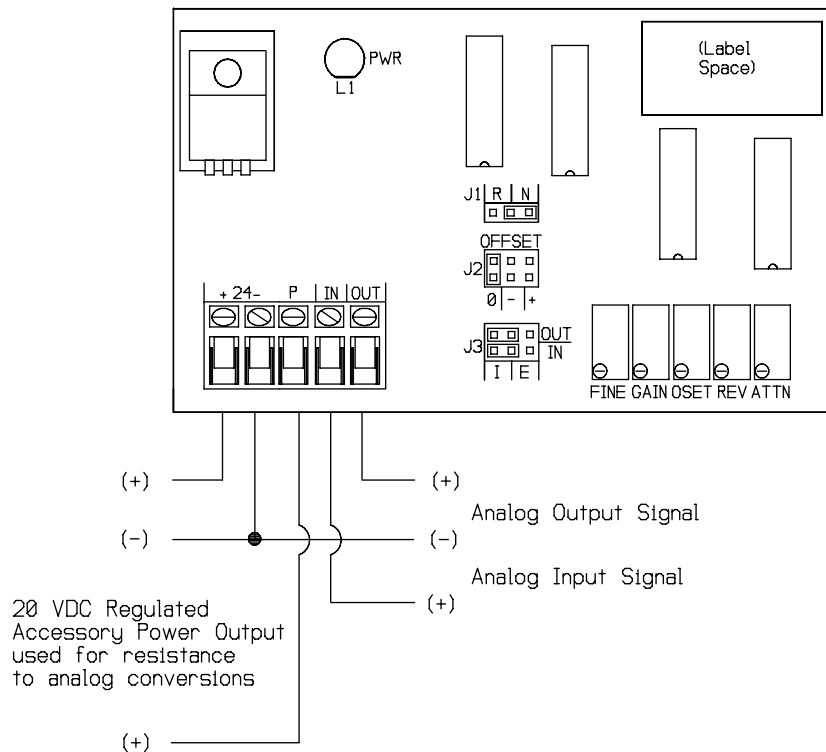 (Label
Space)
PWR
L1
J1 R N
OFFSET
J2
0 - +
J3 OUT
IN
I E
+ 24- P IN OUT
FINE GAIN OSET REV ATTN
(+) (+)
Analog Output Signal
(-) (-)
Analog Input Signal
(+)
20 VDC Regulated
Accessory Power Output
used for resistance
to analog conversions
(+)